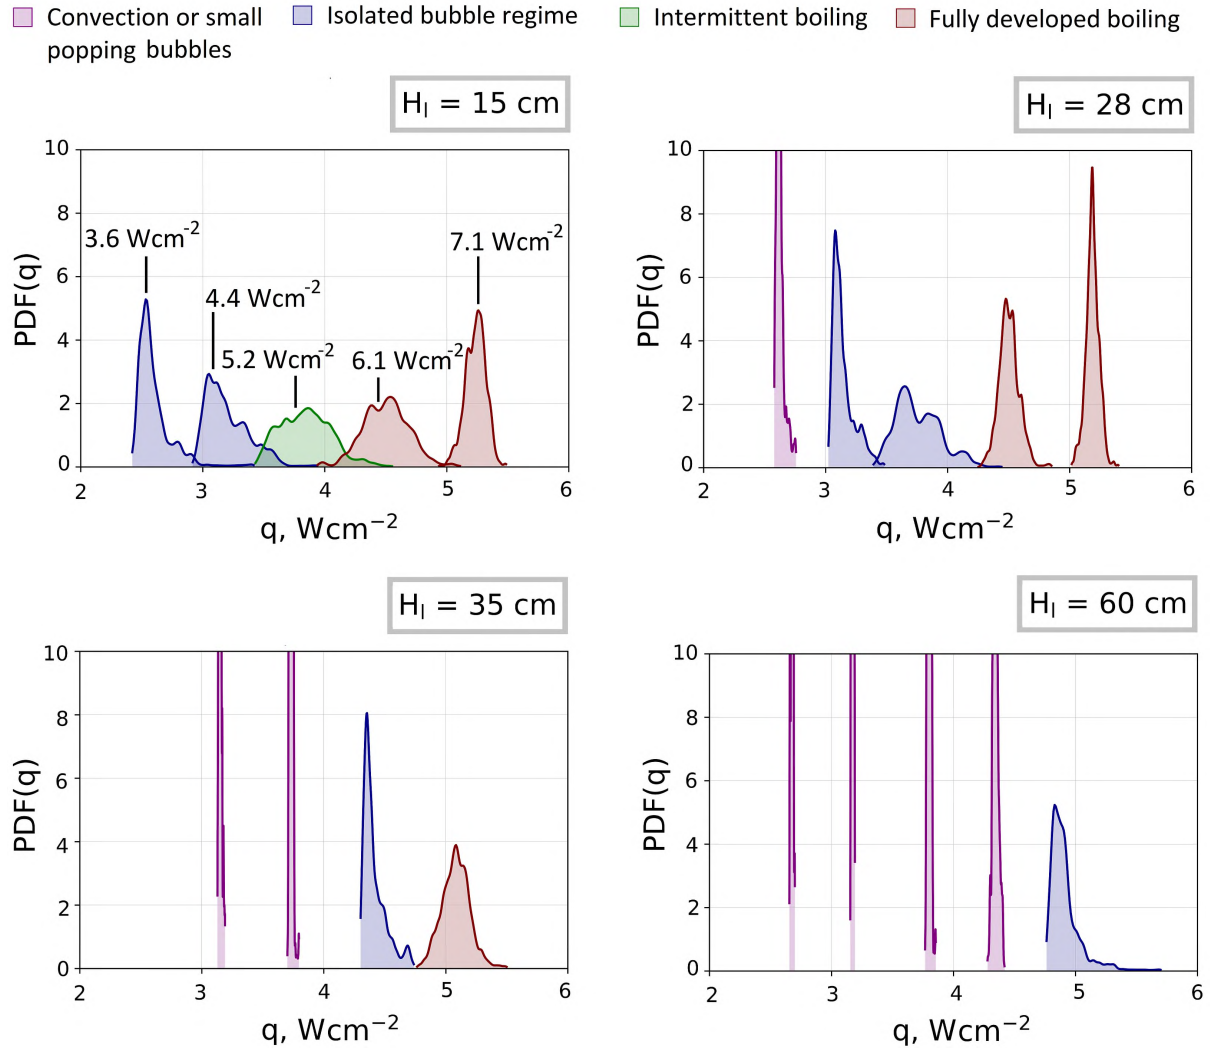 Convection or small popping bubbles
Isolated bubble regime
Intermittent boiling
Fully developed boiling
H_l = 15 cm
10
8
6
4
2
0
PDF(q)
3.6 Wcm⁻²
4.4 Wcm⁻²
5.2 Wcm⁻²
6.1 Wcm⁻²
7.1 Wcm⁻²
2 3 4 5 6
q, Wcm⁻²
H_l = 28 cm
10
8
6
4
2
0
PDF(q)
2 3 4 5 6
q, Wcm⁻²
H_l = 35 cm
10
8
6
4
2
0
PDF(q)
2 3 4 5 6
q, Wcm⁻²
H_l = 60 cm
10
8
6
4
2
0
PDF(q)
2 3 4 5 6
q, Wcm⁻²